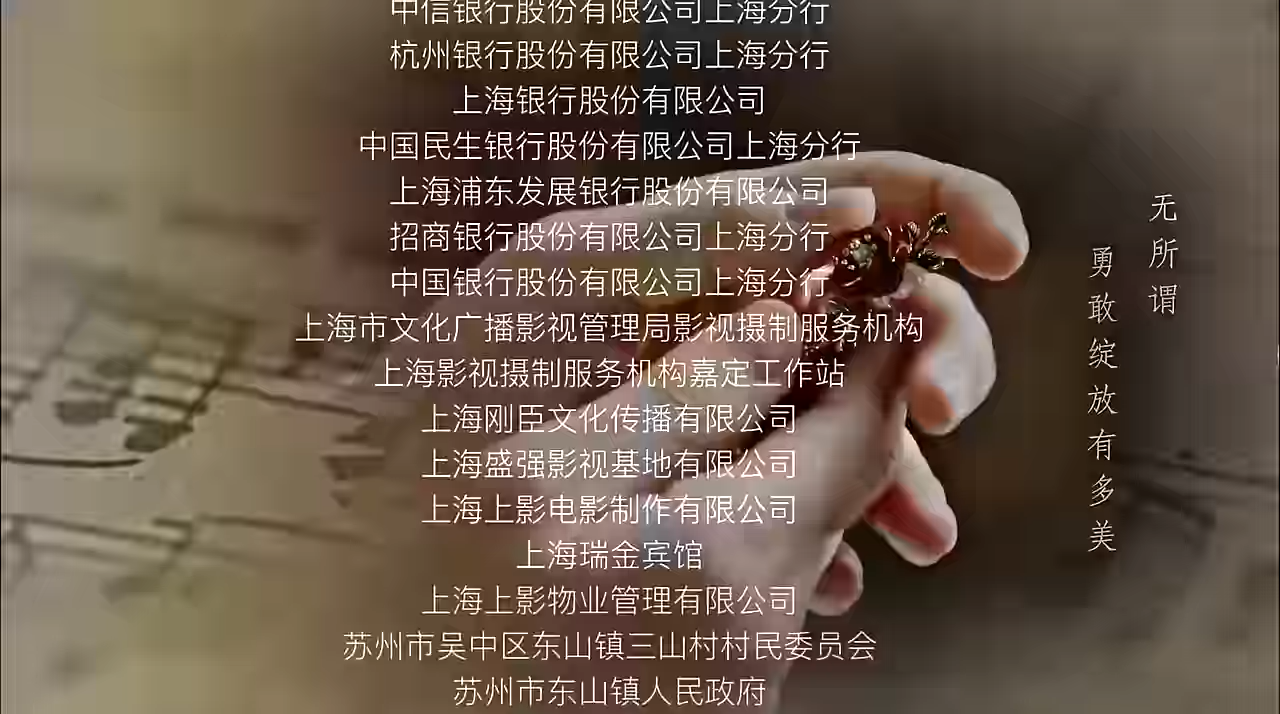 中信银行股份有限公司上海分行
杭州银行股份有限公司上海分行
上海银行股份有限公司
中国民生银行股份有限公司上海分行
上海浦东发展银行股份有限公司
招商银行股份有限公司上海分行
中国银行股份有限公司上海分行
上海市文化广播影视管理局影视摄制服务机构
上海影视摄制服务机构嘉定工作站
上海刚臣文化传播有限公司
上海盛强影视基地有限公司
上海上影电影制作有限公司
上海瑞金宾馆
上海上影物业管理有限公司
苏州市吴中区东山镇三山村村民委员会
苏州市东山镇人民政府
无所谓
勇敢绽放有多美